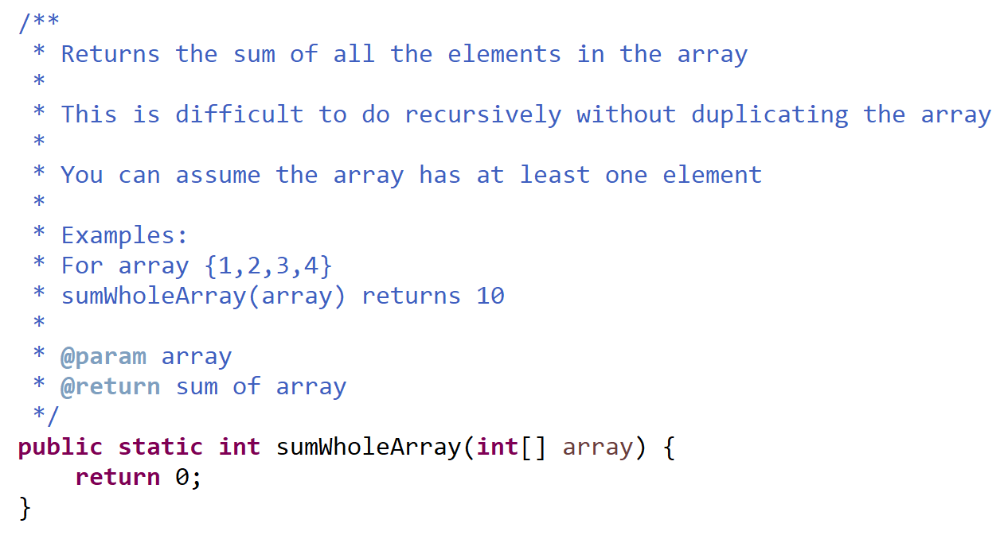 /**
 * Returns the sum of all the elements in the array
 *
 * This is difficult to do recursively without duplicating the array
 *
 * You can assume the array has at least one element
 *
 * Examples:
 * For array {1,2,3,4}
 * sumWholeArray(array) returns 10
 *
 * @param array
 * @return sum of array
 */
public static int sumWholeArray(int[] array) {
    return 0;
}